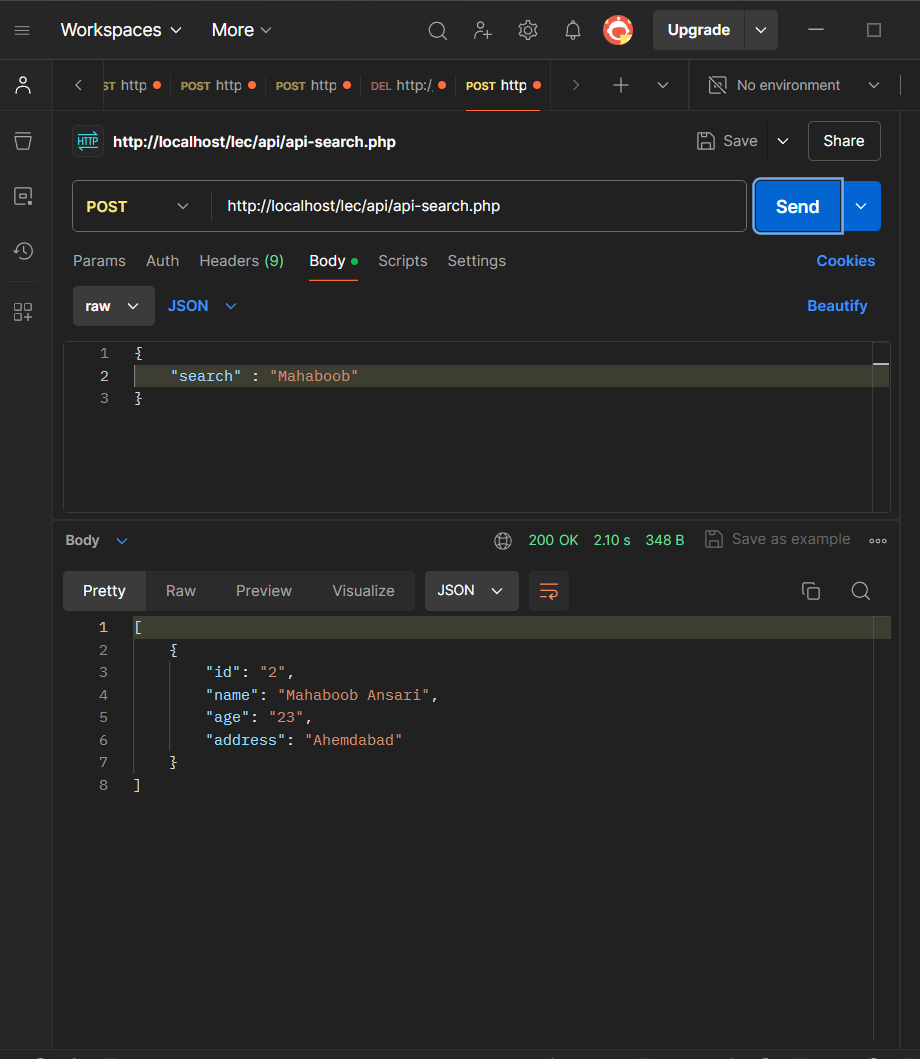 Workspaces More Upgrade
ST http POST http POST http DEL http:/ POST http No environment
HTTP http://localhost/lec/api/api-search.php Save Share
POST http://localhost/lec/api/api-search.php Send
Params Auth Headers (9) Body Scripts Settings Cookies
raw JSON Beautify
1 {
2 "search" : "Mahaboob"
3 }
Body 200 OK 2.10 s 348 B Save as example
Pretty Raw Preview Visualize JSON
1 [
2 {
3 "id": "2",
4 "name": "Mahaboob Ansari",
5 "age": "23",
6 "address": "Ahemdabad"
7 }
8 ]